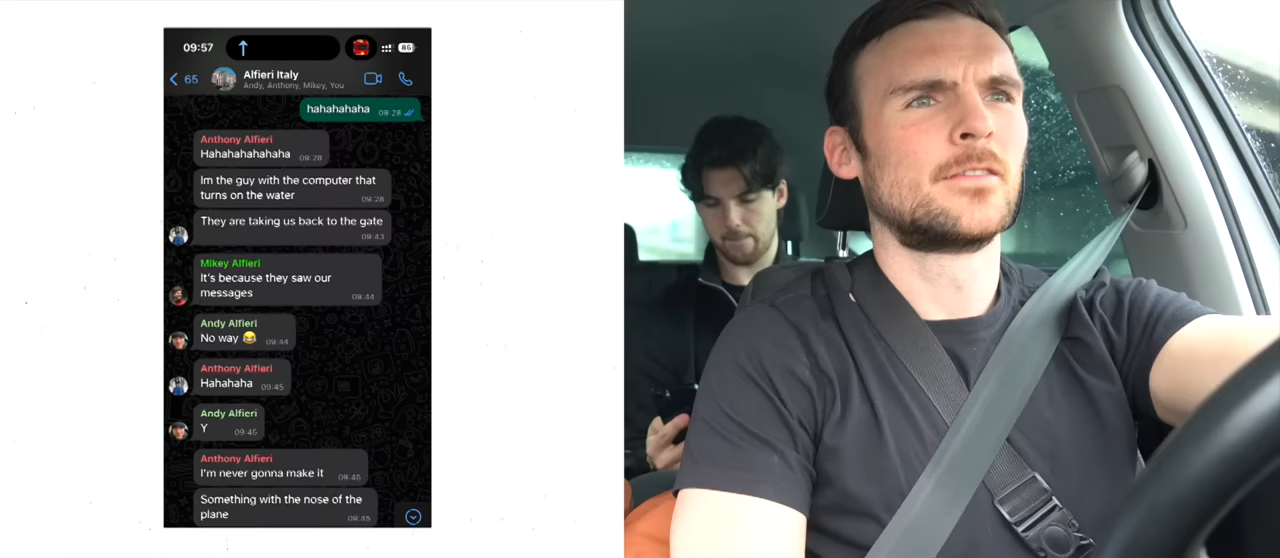 09:57
86
65
Alfieri Italy
Andy, Anthony, Mikey, You
hahahahaha 09:28
Anthony Alfieri
Hahahahahahaha 09:28
Im the guy with the computer that
turns on the water
09:28
They are taking us back to the gate
09:43
Mikey Alfieri
It's because they saw our
messages
09:44
Andy Alfieri
No way 😂 09:44
Anthony Alfieri
Hahahaha 09:45
Andy Alfieri
Y 09:45
Anthony Alfieri
I'm never gonna make it 09:45
Something with the nose of the
plane
09:45